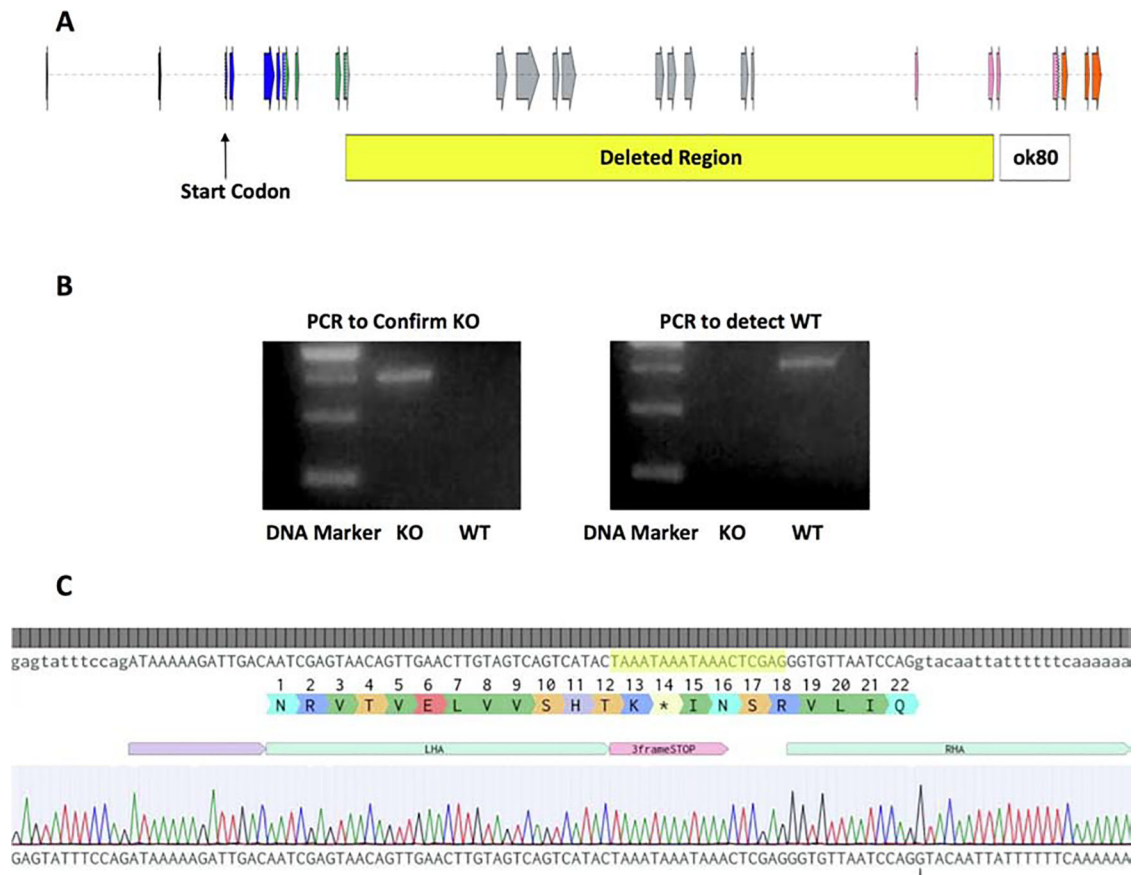 A
Start Codon
Deleted Region
ok80
B
PCR to Confirm KO
PCR to detect WT
DNA Marker KO WT
DNA Marker KO WT
C
gagtatttccagATAAAAAGATTGACAATCGAGTAACAGTTGAACTTGTAGTCAGTCATACTAAATAAATAAACTCGAGGGTGTTAATCCAGgtacaattattttttcaaaaaa
1 2 3 4 5 6 7 8 9 10 11 12 13 14 15 16 17 18 19 20 21 22
N R V T V E L V V S H T K * I N S R V L I Q
LHA
3frameSTOP
RHA
GAGTATTTCCAGATAAAAAGATTGACAATCGAGTAACAGTTGAACTTGTAGTCAGTCATACTAAATAAATAAACTCGAGGGTGTTAATCCAGGTACAATTATTTTTTCAAAAAA